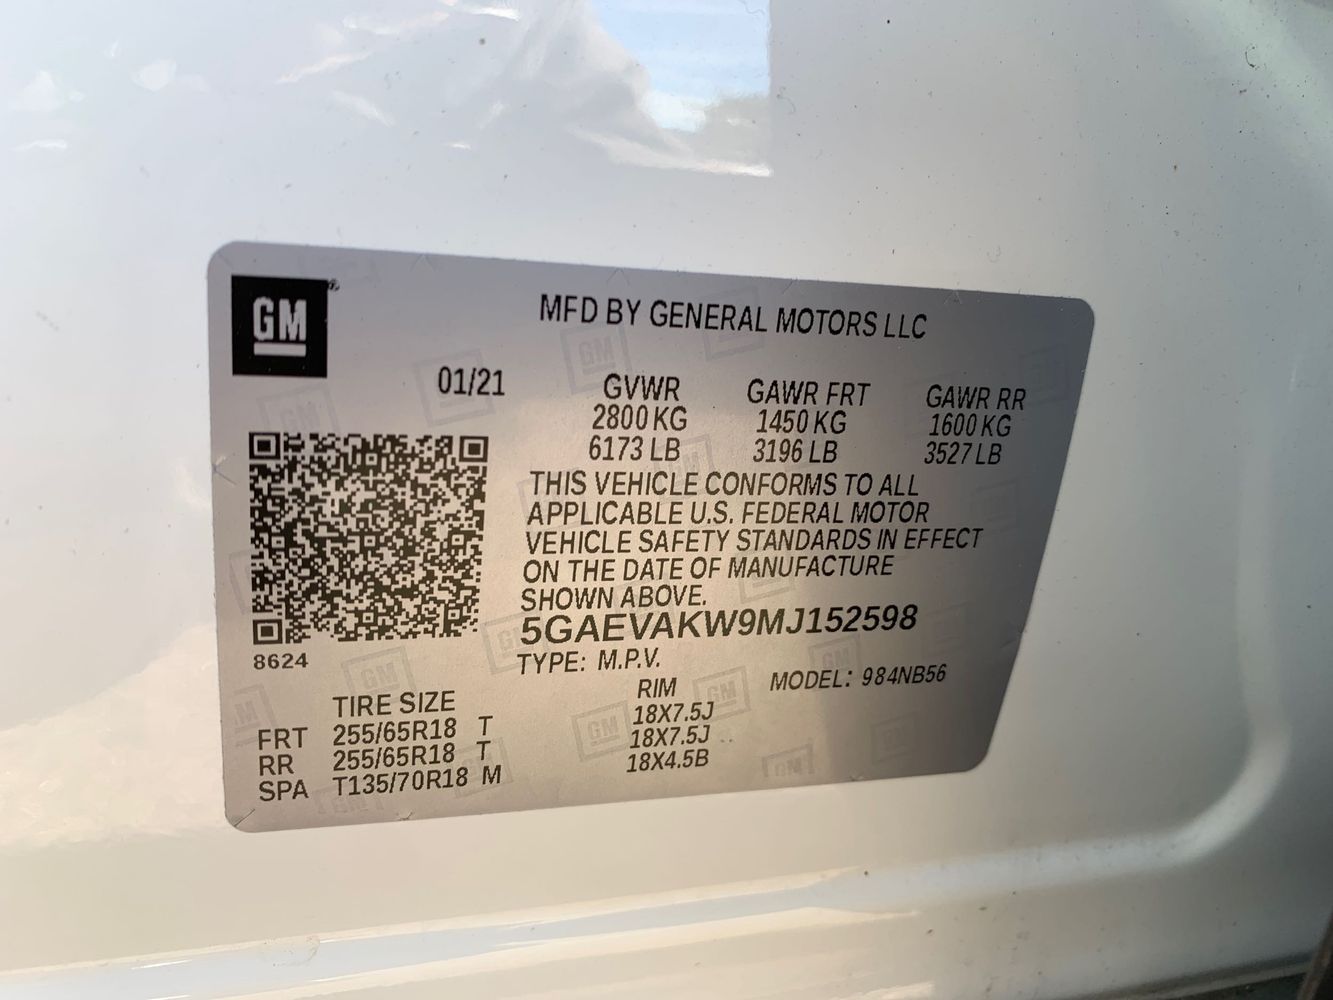 GM
MFD BY GENERAL MOTORS LLC
01/21 GVWR GAWR FRT GAWR RR
2800 KG 1450 KG 1600 KG
6173 LB 3196 LB 3527 LB
THIS VEHICLE CONFORMS TO ALL
APPLICABLE U.S. FEDERAL MOTOR
VEHICLE SAFETY STANDARDS IN EFFECT
ON THE DATE OF MANUFACTURE
SHOWN ABOVE.
5GAEVAKW9MJ152598
8624
TYPE: M.P.V. MODEL: 984NB56
TIRE SIZE RIM
FRT 255/65R18 T 18X7.5J
RR 255/65R18 T 18X7.5J
SPA T135/70R18 M 18X4.5B